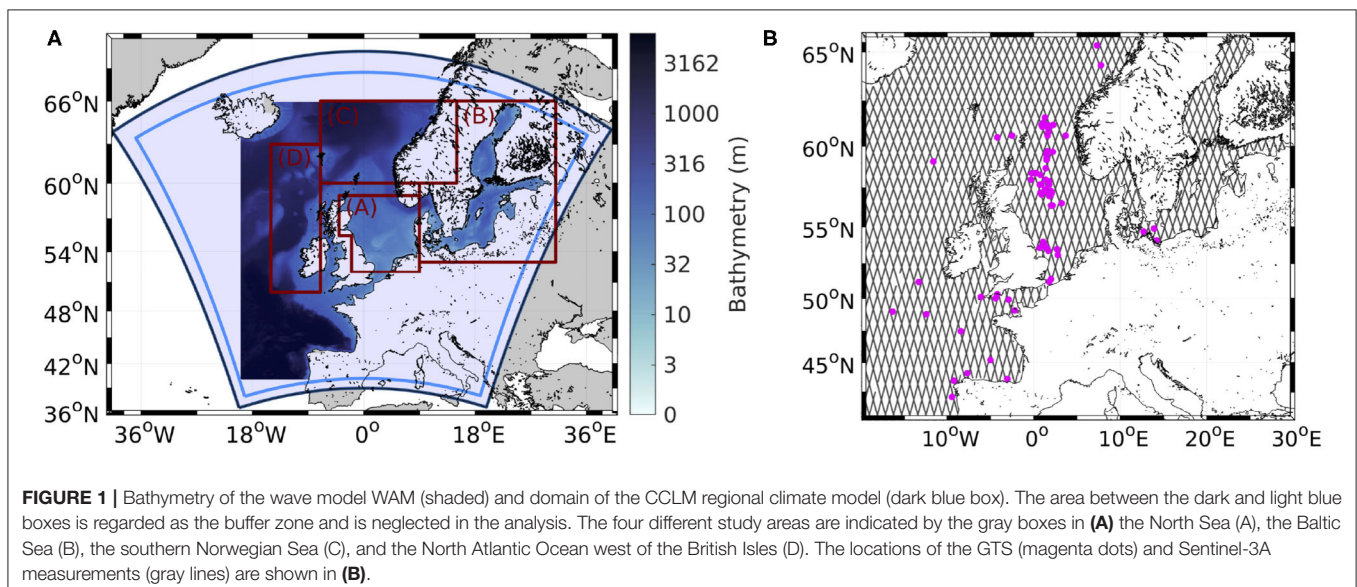 A
B
66°N
60°N
54°N
48°N
42°N
36°N
36°W
18°W
0°
18°E
36°E
(C)
(B)
(D)
(A)
3162
1000
316
100
32
10
3
0
Bathymetry (m)
65°N
60°N
55°N
50°N
45°N
10°W
0°
10°E
20°E
30°E
FIGURE 1 | Bathymetry of the wave model WAM (shaded) and domain of the CCLM regional climate model (dark blue box). The area between the dark and light blue
boxes is regarded as the buffer zone and is neglected in the analysis. The four different study areas are indicated by the gray boxes in (A) the North Sea (A), the Baltic
Sea (B), the southern Norwegian Sea (C), and the North Atlantic Ocean west of the British Isles (D). The locations of the GTS (magenta dots) and Sentinel-3A
measurements (gray lines) are shown in (B).